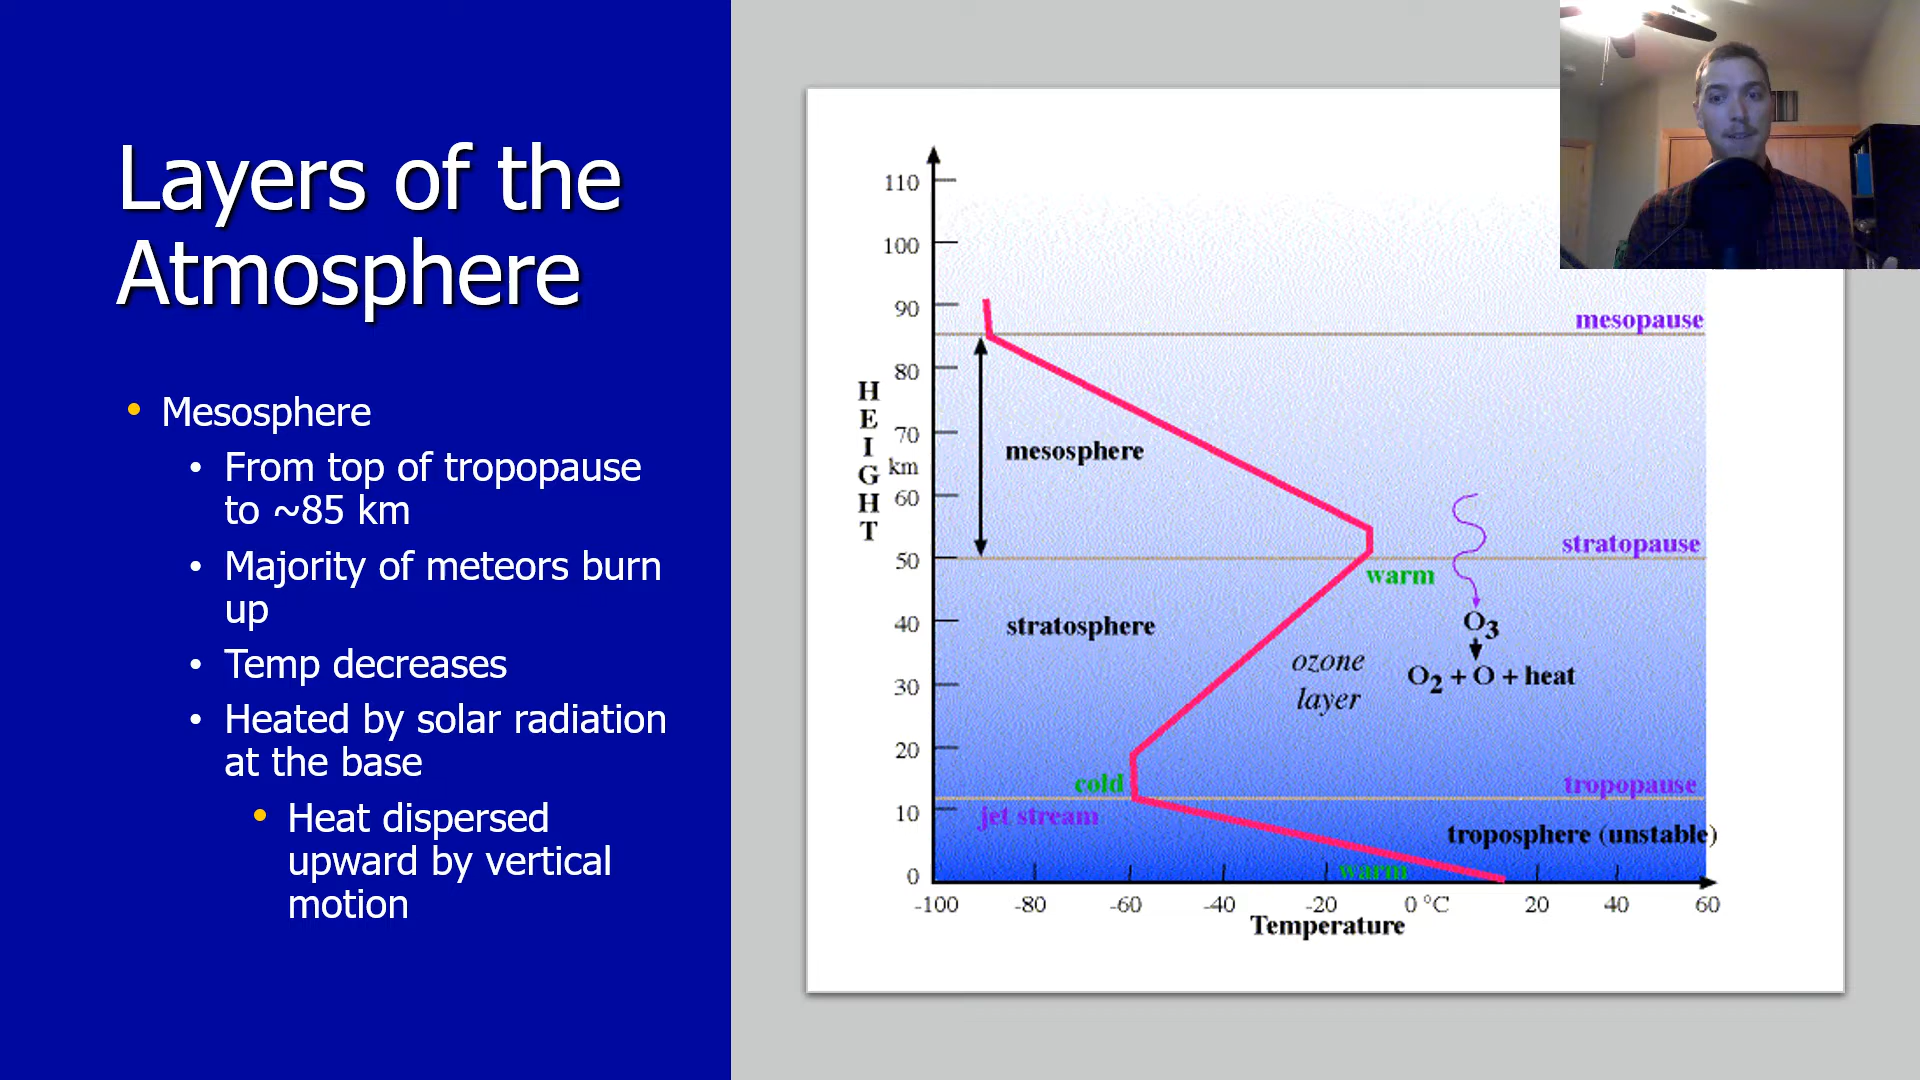 Layers of the
Atmosphere
• Mesosphere
• From top of tropopause
to ~85 km
• Majority of meteors burn
up
• Temp decreases
• Heated by solar radiation
at the base
• Heat dispersed
upward by vertical
motion
110
100
90
mesopause
80
HEIGHT
70
mesosphere
km
60
stratopause
50
warm
40
stratosphere
O3
ozone
layer
O2 + O + heat
30
20
cold
tropopause
10
jet stream
troposphere (unstable)
warm
0
-100 -80 -60 -40 -20 0 °C 20 40 60
Temperature